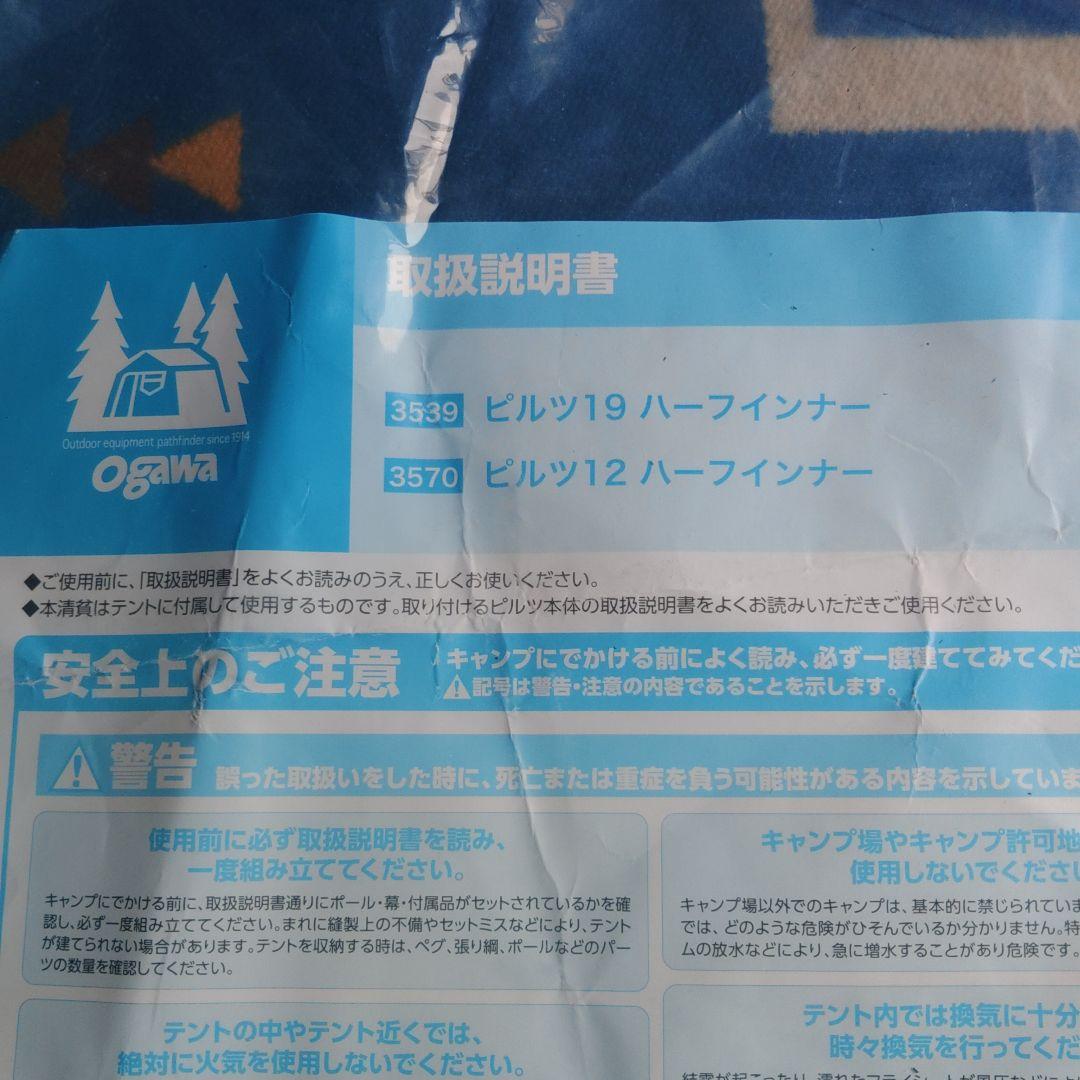 取扱説明書
Outdoor equipment pathfinder since 1914
ogawa
3539 ピルツ19 ハーフインナー
3570 ピルツ12 ハーフインナー
◆ご使用前に、「取扱説明書」をよくお読みのうえ、正しくお使いください。
◆本清貧はテントに付属して使用するものです。取り付けるピルツ本体の取扱説明書をよくお読みいただきご使用ください。
安全上のご注意
キャンプにでかける前によく読み、必ず一度建ててみてくだ
⚠記号は警告・注意の内容であることを示します。
⚠警告 誤った取扱いをした時に、死亡または重症を負う可能性がある内容を示していま
使用前に必ず取扱説明書を読み、
一度組み立ててください。
キャンプにでかける前に、取扱説明書通りにポール・幕・付属品がセットされているかを確
認し、必ず一度組み立ててください。まれに縫製上の不備やセットミスなどにより、テント
が建てられない場合があります。テントを収納する時は、ペグ、張り綱、ポールなどのパー
ツの数量を確認してください。
キャンプ場やキャンプ許可地
使用しないでくださ
キャンプ場以外でのキャンプは、基本的に禁じられていま
では、どのような危険がひそんでいるか分かりません。特
ムの放水などにより、急に増水することがあり危険です。
テントの中やテント近くでは、
絶対に火気を使用しないでください。
テント内では換気に十分
時々換気を行ってくだ